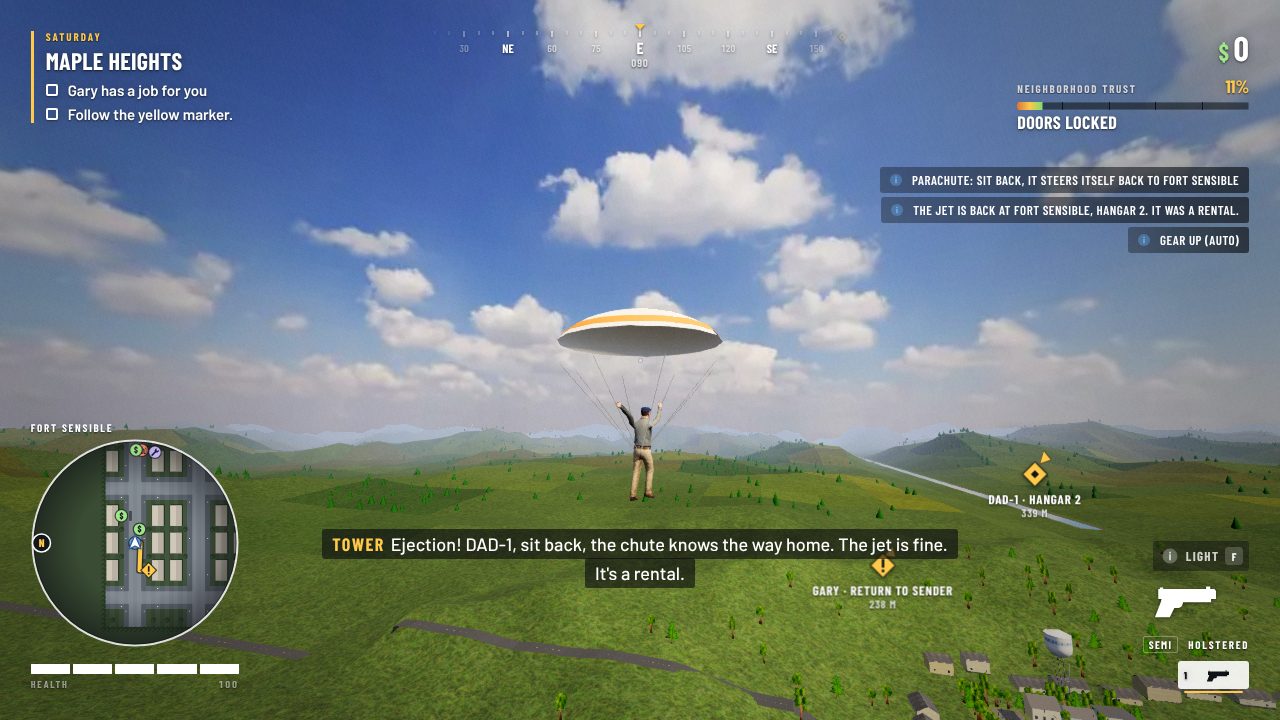 SATURDAY
MAPLE HEIGHTS
Gary has a job for you
Follow the yellow marker.
30 NE 60 75 E 105 120 SE 150
090
$ 0
NEIGHBORHOOD TRUST 11%
DOORS LOCKED
PARACHUTE: SIT BACK, IT STEERS ITSELF BACK TO FORT SENSIBLE
THE JET IS BACK AT FORT SENSIBLE, HANGAR 2. IT WAS A RENTAL.
GEAR UP (AUTO)
FORT SENSIBLE
N
HEALTH 100
DAD-1 · HANGAR 2
339 M
TOWER Ejection! DAD-1, sit back, the chute knows the way home. The jet is fine.
It's a rental.
GARY · RETURN TO SENDER
238 M
LIGHT F
SEMI HOLSTERED
1